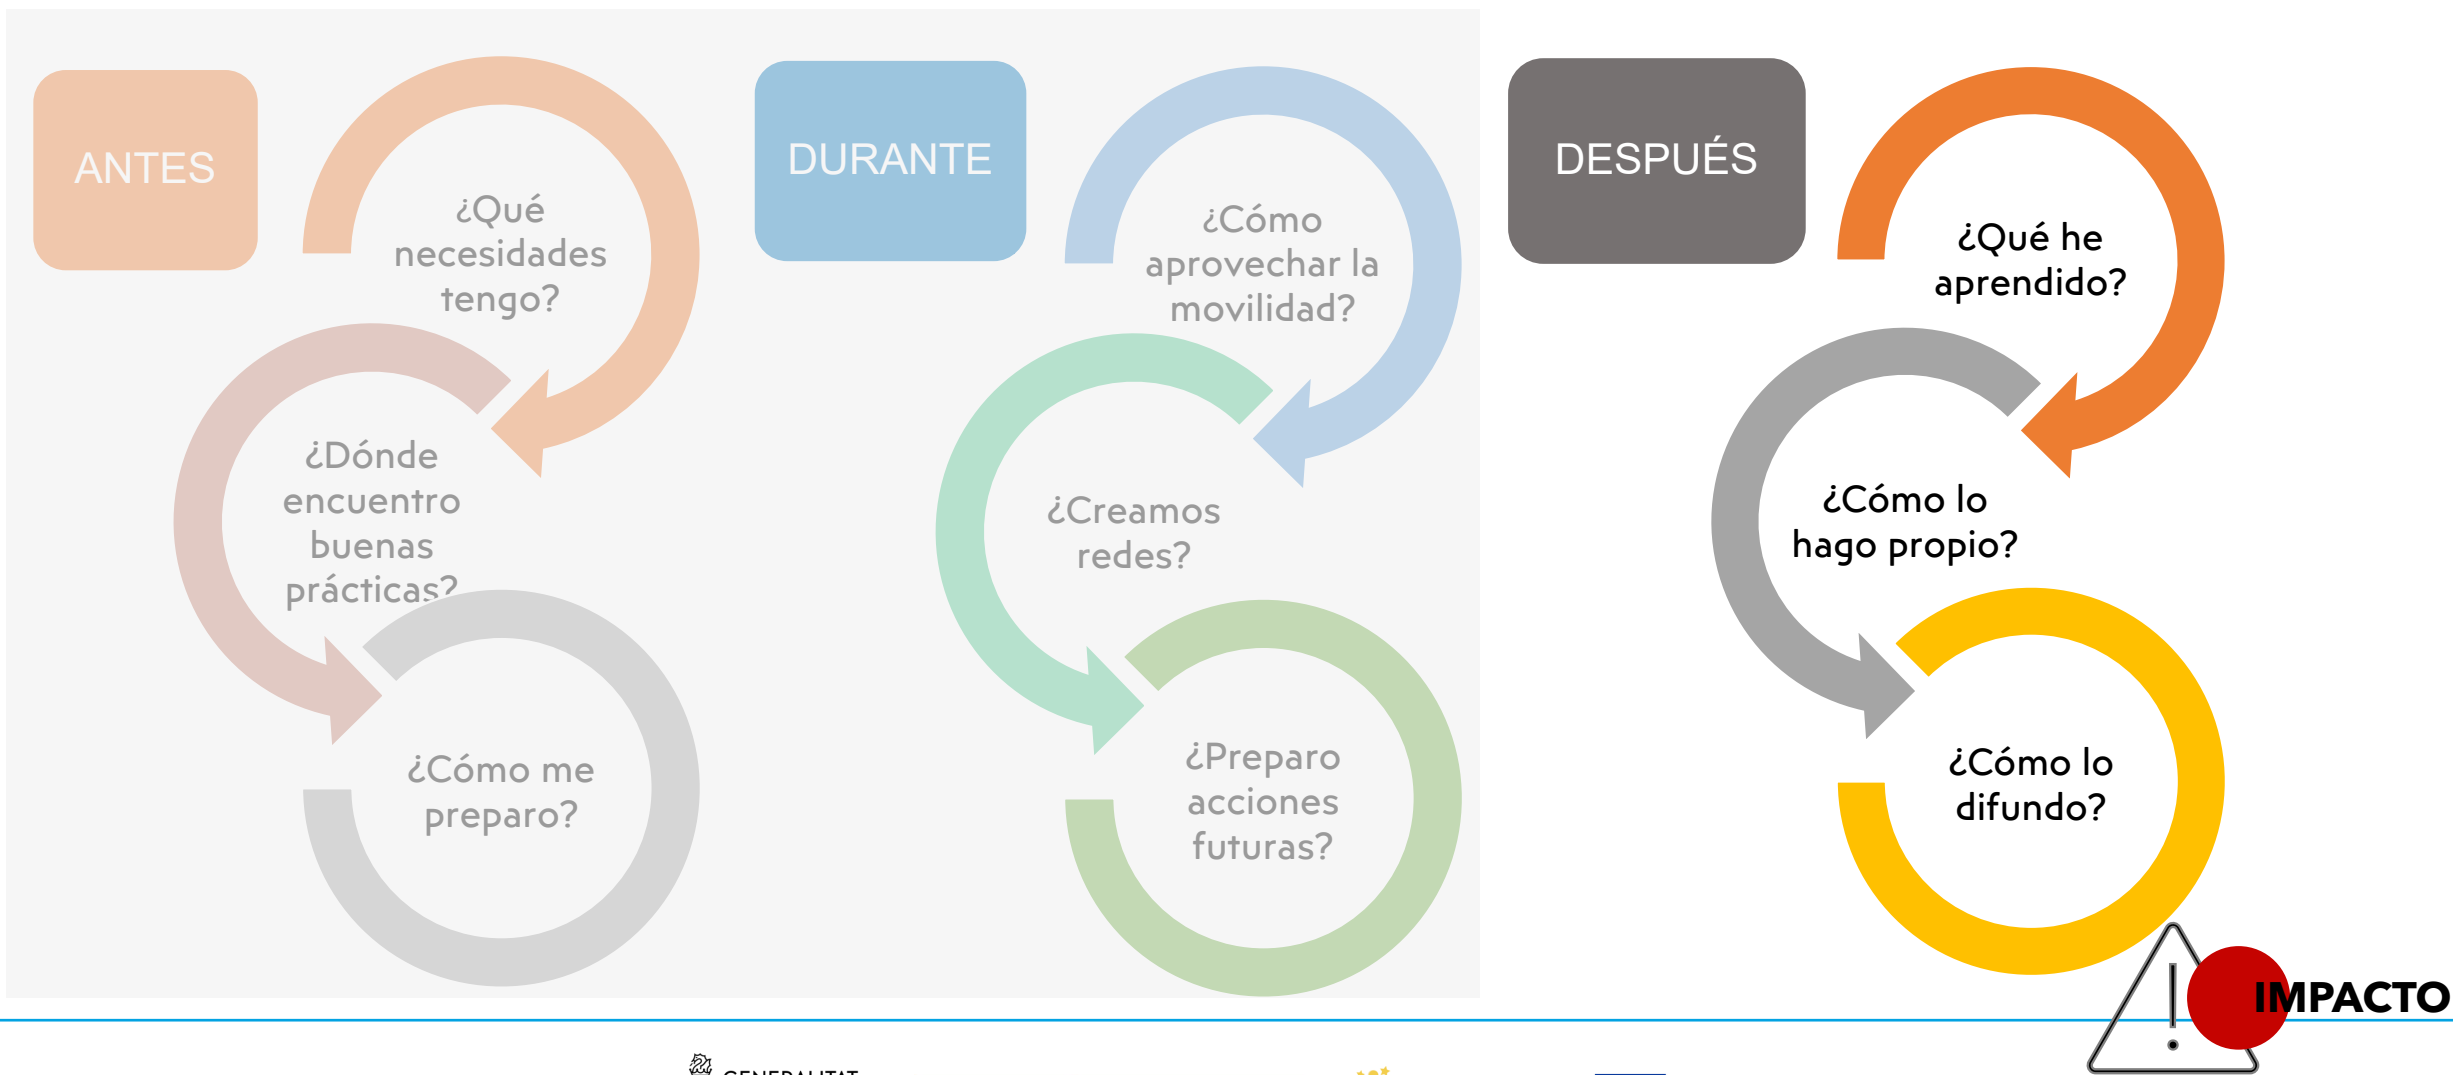 ANTES
¿Qué
necesidades
tengo?
¿Dónde
encuentro
buenas
prácticas?
¿Cómo me
preparo?
DURANTE
¿Cómo
aprovechar la
movilidad?
¿Creamos
redes?
¿Preparo
acciones
futuras?
DESPUÉS
¿Qué he
aprendido?
¿Cómo lo
hago propio?
¿Cómo lo
difundo?
IMPACTO
GENERALITAT